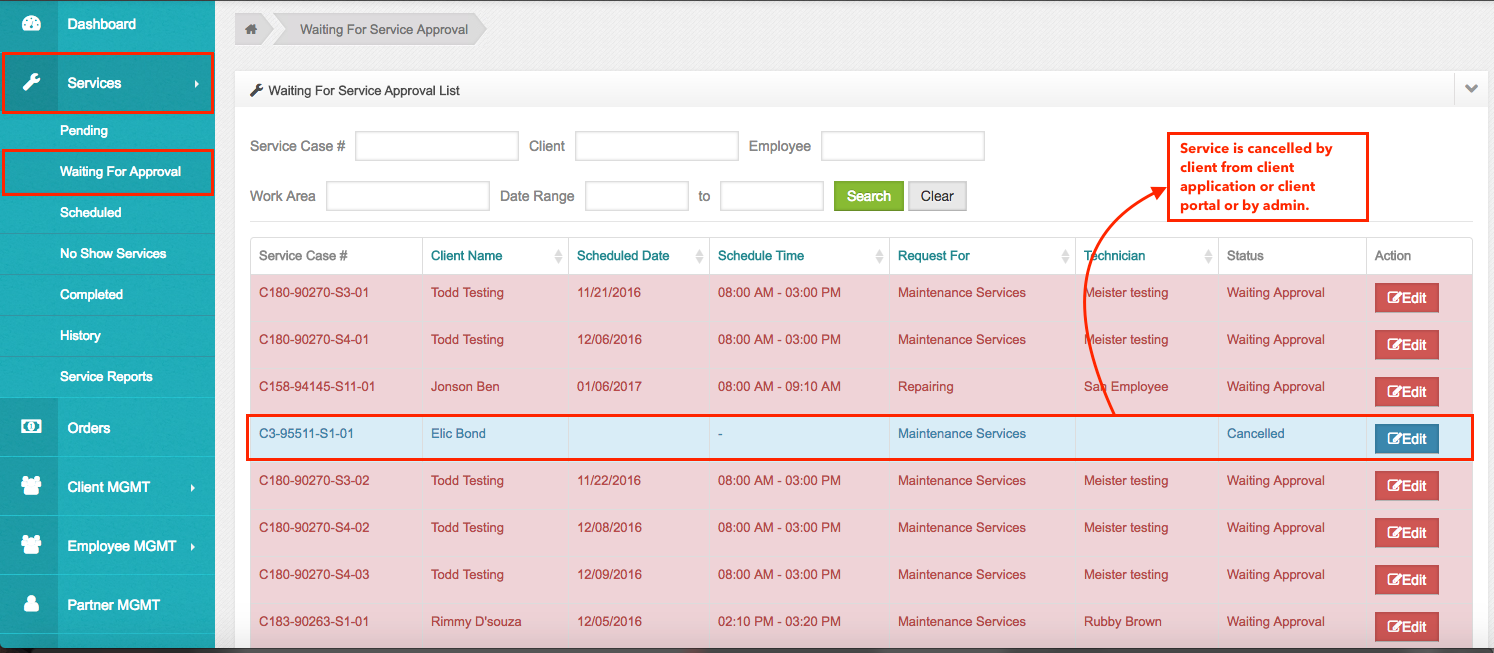 Dashboard
Services
Pending
Waiting For Approval
Scheduled
No Show Services
Completed
History
Service Reports
Orders
Client MGMT
Employee MGMT
Partner MGMT
Waiting For Service Approval
Waiting For Service Approval List
Service Case # Client Employee
Work Area Date Range to Search Clear
Service is cancelled by
client from client
application or client
portal or by admin.
Service Case # Client Name Scheduled Date Schedule Time Request For Technician Status Action
C180-90270-S3-01 Todd Testing 11/21/2016 08:00 AM - 03:00 PM Maintenance Services Meister testing Waiting Approval Edit
C180-90270-S4-01 Todd Testing 12/06/2016 08:00 AM - 03:00 PM Maintenance Services Meister testing Waiting Approval Edit
C158-94145-S11-01 Jonson Ben 01/06/2017 08:00 AM - 09:10 AM Repairing San Employee Waiting Approval Edit
C3-95511-S1-01 Elic Bond - Maintenance Services Cancelled Edit
C180-90270-S3-02 Todd Testing 11/22/2016 08:00 AM - 03:00 PM Maintenance Services Meister testing Waiting Approval Edit
C180-90270-S4-02 Todd Testing 12/08/2016 08:00 AM - 03:00 PM Maintenance Services Meister testing Waiting Approval Edit
C180-90270-S4-03 Todd Testing 12/09/2016 08:00 AM - 03:00 PM Maintenance Services Meister testing Waiting Approval Edit
C183-90263-S1-01 Rimmy D'souza 12/05/2016 02:10 PM - 03:20 PM Maintenance Services Rubby Brown Waiting Approval Edit